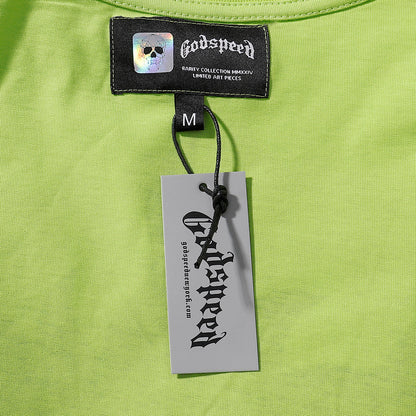 Godspeed
RARITY COLLECTION MMXXIV
LIMITED ART PIECES
M
Godspeed
godspeednewyork.com